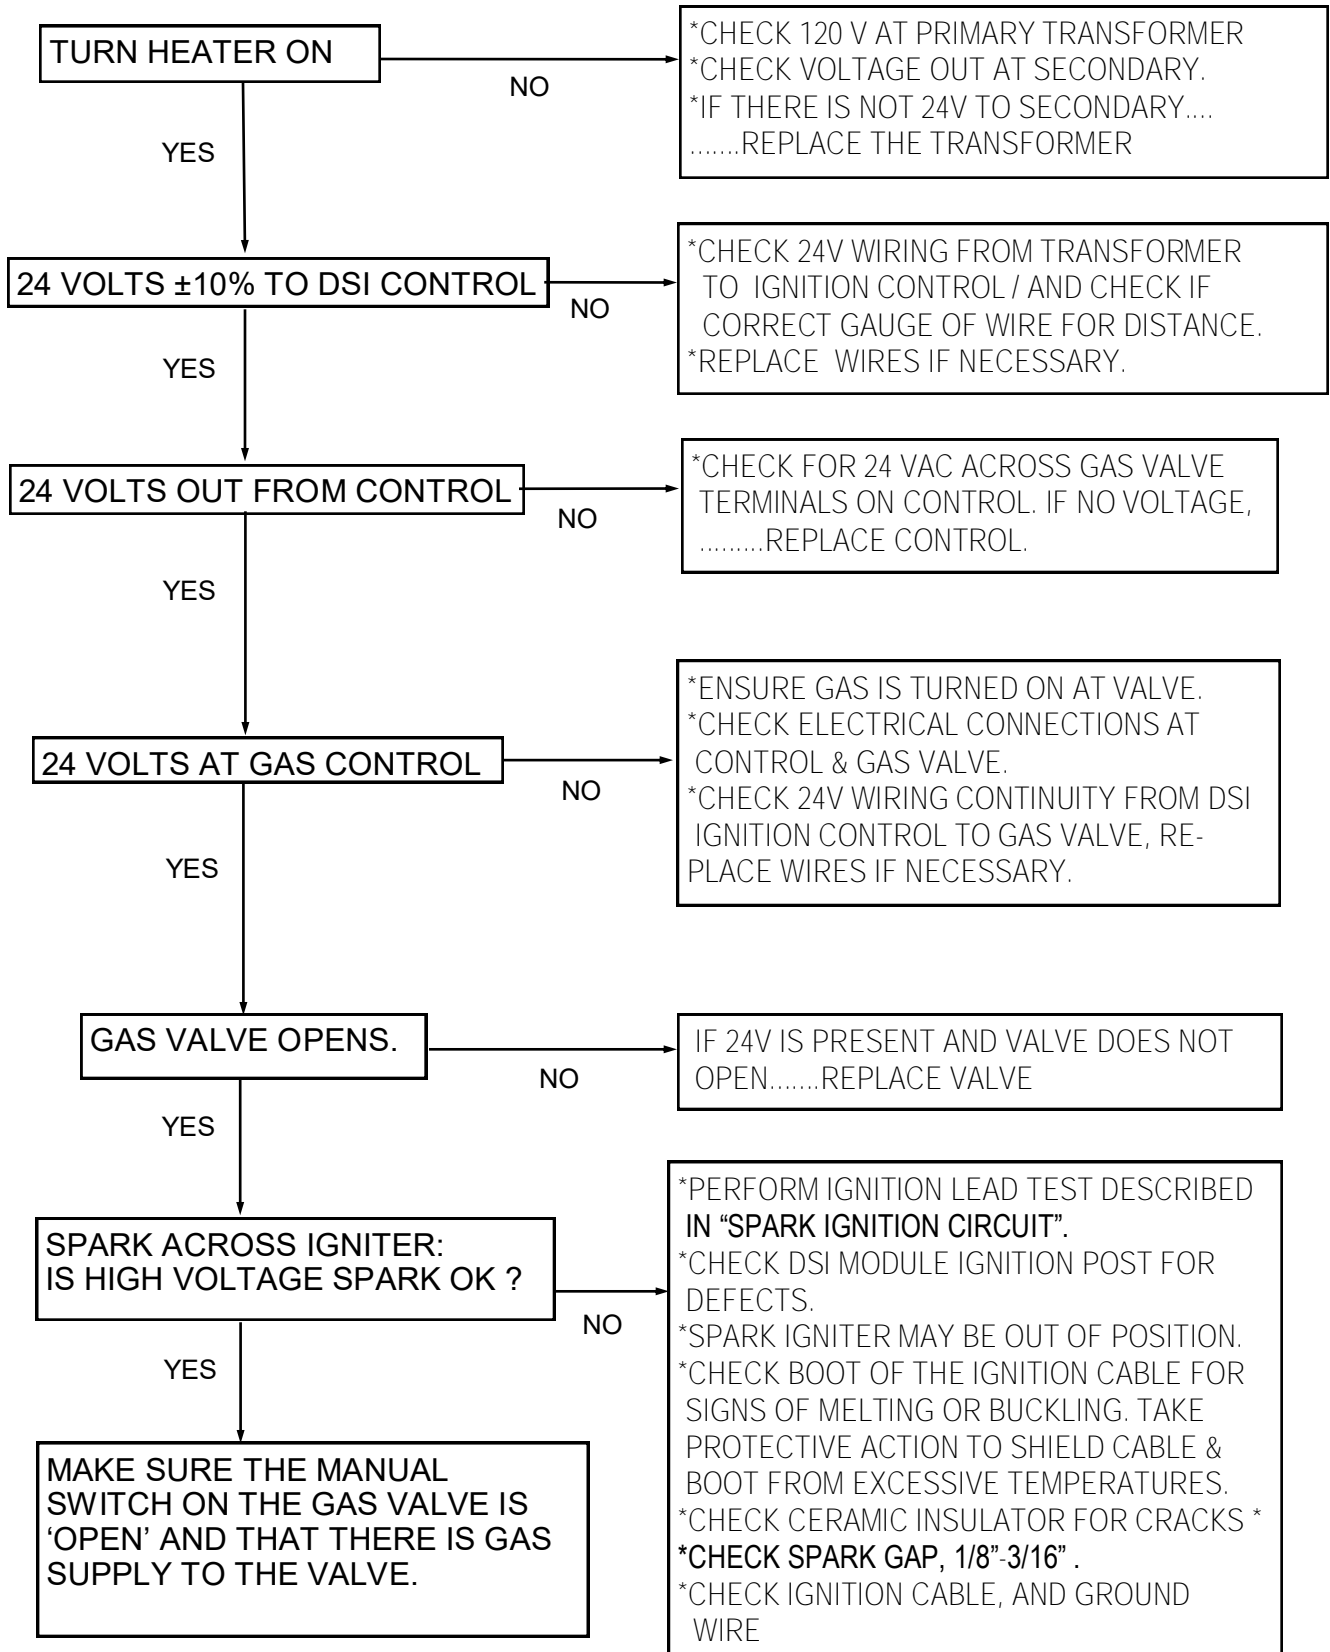 TURN HEATER ON
NO
YES
*CHECK 120 V AT PRIMARY TRANSFORMER
*CHECK VOLTAGE OUT AT SECONDARY.
*IF THERE IS NOT 24V TO SECONDARY....
.......REPLACE THE TRANSFORMER
24 VOLTS ±10% TO DSI CONTROL
NO
YES
*CHECK 24V WIRING FROM TRANSFORMER
TO IGNITION CONTROL / AND CHECK IF
CORRECT GAUGE OF WIRE FOR DISTANCE.
*REPLACE WIRES IF NECESSARY.
24 VOLTS OUT FROM CONTROL
NO
YES
*CHECK FOR 24 VAC ACROSS GAS VALVE
TERMINALS ON CONTROL. IF NO VOLTAGE,
.........REPLACE CONTROL.
24 VOLTS AT GAS CONTROL
NO
YES
*ENSURE GAS IS TURNED ON AT VALVE.
*CHECK ELECTRICAL CONNECTIONS AT
CONTROL & GAS VALVE.
*CHECK 24V WIRING CONTINUITY FROM DSI
IGNITION CONTROL TO GAS VALVE, RE-
PLACE WIRES IF NECESSARY.
GAS VALVE OPENS.
NO
YES
IF 24V IS PRESENT AND VALVE DOES NOT
OPEN.......REPLACE VALVE
SPARK ACROSS IGNITER:
IS HIGH VOLTAGE SPARK OK ?
NO
YES
*PERFORM IGNITION LEAD TEST DESCRIBED
IN “SPARK IGNITION CIRCUIT”.
*CHECK DSI MODULE IGNITION POST FOR
DEFECTS.
*SPARK IGNITER MAY BE OUT OF POSITION.
*CHECK BOOT OF THE IGNITION CABLE FOR
SIGNS OF MELTING OR BUCKLING. TAKE
PROTECTIVE ACTION TO SHIELD CABLE &
BOOT FROM EXCESSIVE TEMPERATURES.
*CHECK CERAMIC INSULATOR FOR CRACKS *
*CHECK SPARK GAP, 1/8”-3/16” .
*CHECK IGNITION CABLE, AND GROUND
WIRE
MAKE SURE THE MANUAL
SWITCH ON THE GAS VALVE IS
‘OPEN’ AND THAT THERE IS GAS
SUPPLY TO THE VALVE.